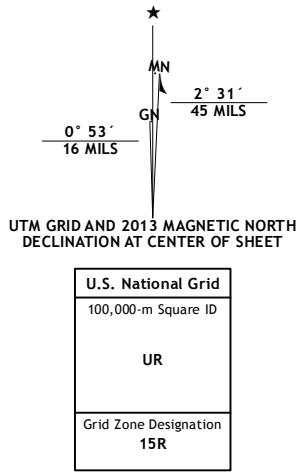 ★
MN
2° 31´
45 MILS
GN
0° 53´
16 MILS
UTM GRID AND 2013 MAGNETIC NORTH
DECLINATION AT CENTER OF SHEET
U.S. National Grid
100,000-m Square ID
UR
Grid Zone Designation
15R